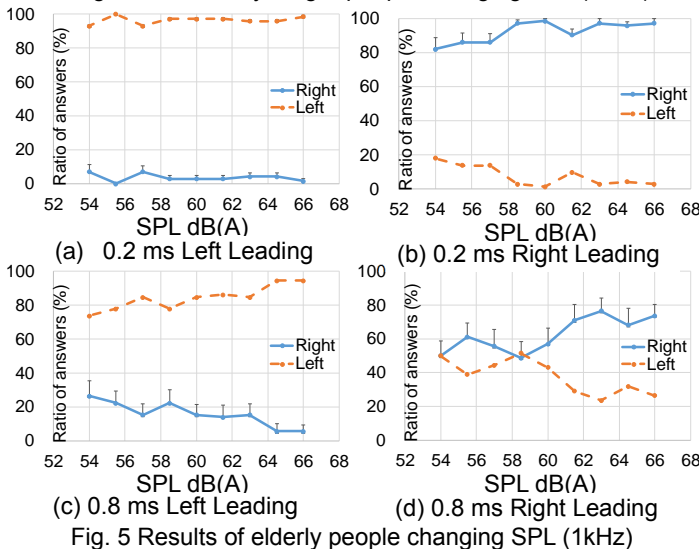 Ratio of answers (%)
100
80
60
40
20
0
Right
Left
52 54 56 58 60 62 64 66 68
SPL dB(A)
(a) 0.2 ms Left Leading
Ratio of answers (%)
100
80
60
40
20
0
Right
Left
52 54 56 58 60 62 64 66 68
SPL dB(A)
(b) 0.2 ms Right Leading
Ratio of answers (%)
100
80
60
40
20
0
Right
Left
52 54 56 58 60 62 64 66 68
SPL dB(A)
(c) 0.8 ms Left Leading
Ratio of answers (%)
100
80
60
40
20
0
Right
Left
52 54 56 58 60 62 64 66 68
SPL dB(A)
(d) 0.8 ms Right Leading
Fig. 5 Results of elderly people changing SPL (1kHz)